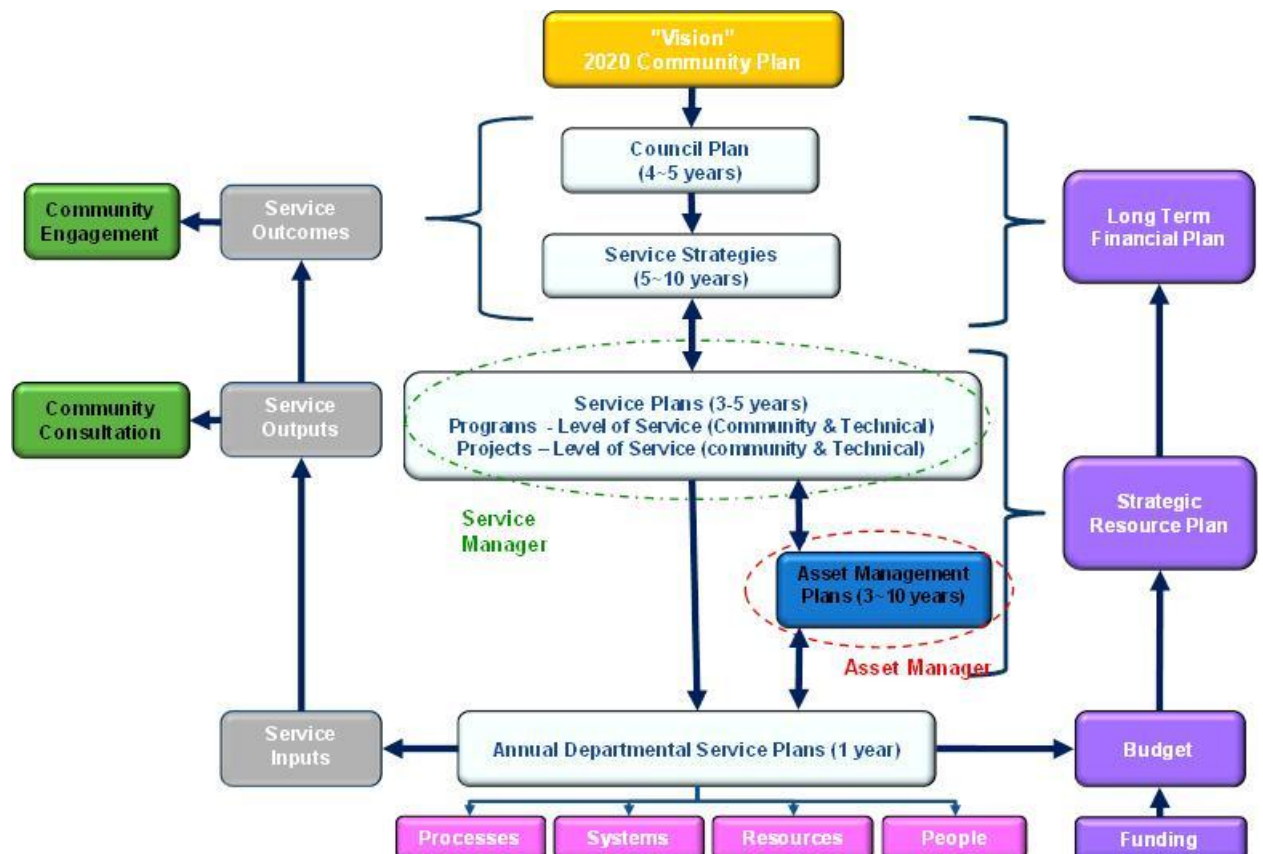 "Vision"
2020 Community Plan
Council Plan
(4~5 years)
Community
Engagement
Service
Outcomes
Long Term
Financial Plan
Service Strategies
(5~10 years)
Community
Consultation
Service
Outputs
Service Plans (3-5 years)
Programs - Level of Service (Community & Technical)
Projects – Level of Service (community & Technical)
Strategic
Resource Plan
Service
Manager
Asset Management
Plans (3~10 years)
Asset Manager
Service
Inputs
Annual Departmental Service Plans (1 year)
Budget
Processes
Systems
Resources
People
Funding